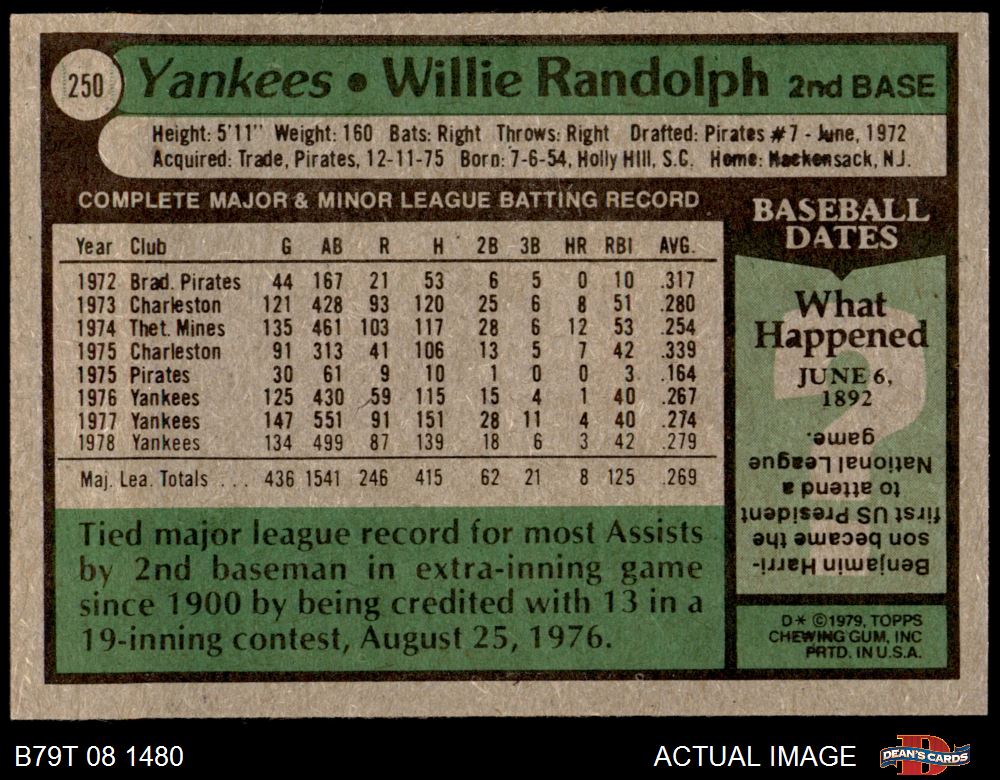 250 Yankees • Willie Randolph 2nd BASE
Height: 5'11" Weight: 160 Bats: Right Throws: Right Drafted: Pirates #7 - June, 1972
Acquired: Trade, Pirates, 12-11-75 Born: 7-6-54, Holly Hill, S.C. Home: Hackensack, N.J.
COMPLETE MAJOR & MINOR LEAGUE BATTING RECORD
Year Club G AB R H 2B 3B HR RBI AVG.
1972 Brad. Pirates 44 167 21 53 6 5 0 10 .317
1973 Charleston 121 428 93 120 25 6 8 51 .280
1974 Thet. Mines 135 461 103 117 28 6 12 53 .254
1975 Charleston 91 313 41 106 13 5 7 42 .339
1975 Pirates 30 61 9 10 1 0 0 3 .164
1976 Yankees 125 430 59 115 15 4 1 40 .267
1977 Yankees 147 551 91 151 28 11 4 40 .274
1978 Yankees 134 499 87 139 18 6 3 42 .279
Maj. Lea. Totals . . . 436 1541 246 415 62 21 8 125 .269
Tied major league record for most Assists
by 2nd baseman in extra-inning game
since 1900 by being credited with 13 in a
19-inning contest, August 25, 1976.
BASEBALL
DATES
What
Happened
JUNE 6,
1892
Benjamin Harri-
son became the
first US President
to attend a
National League
game.
D* ©1979, TOPPS
CHEWING GUM, INC
PRTD. IN U.S.A.
B79T 08 1480
ACTUAL IMAGE
DEAN'S CARDS